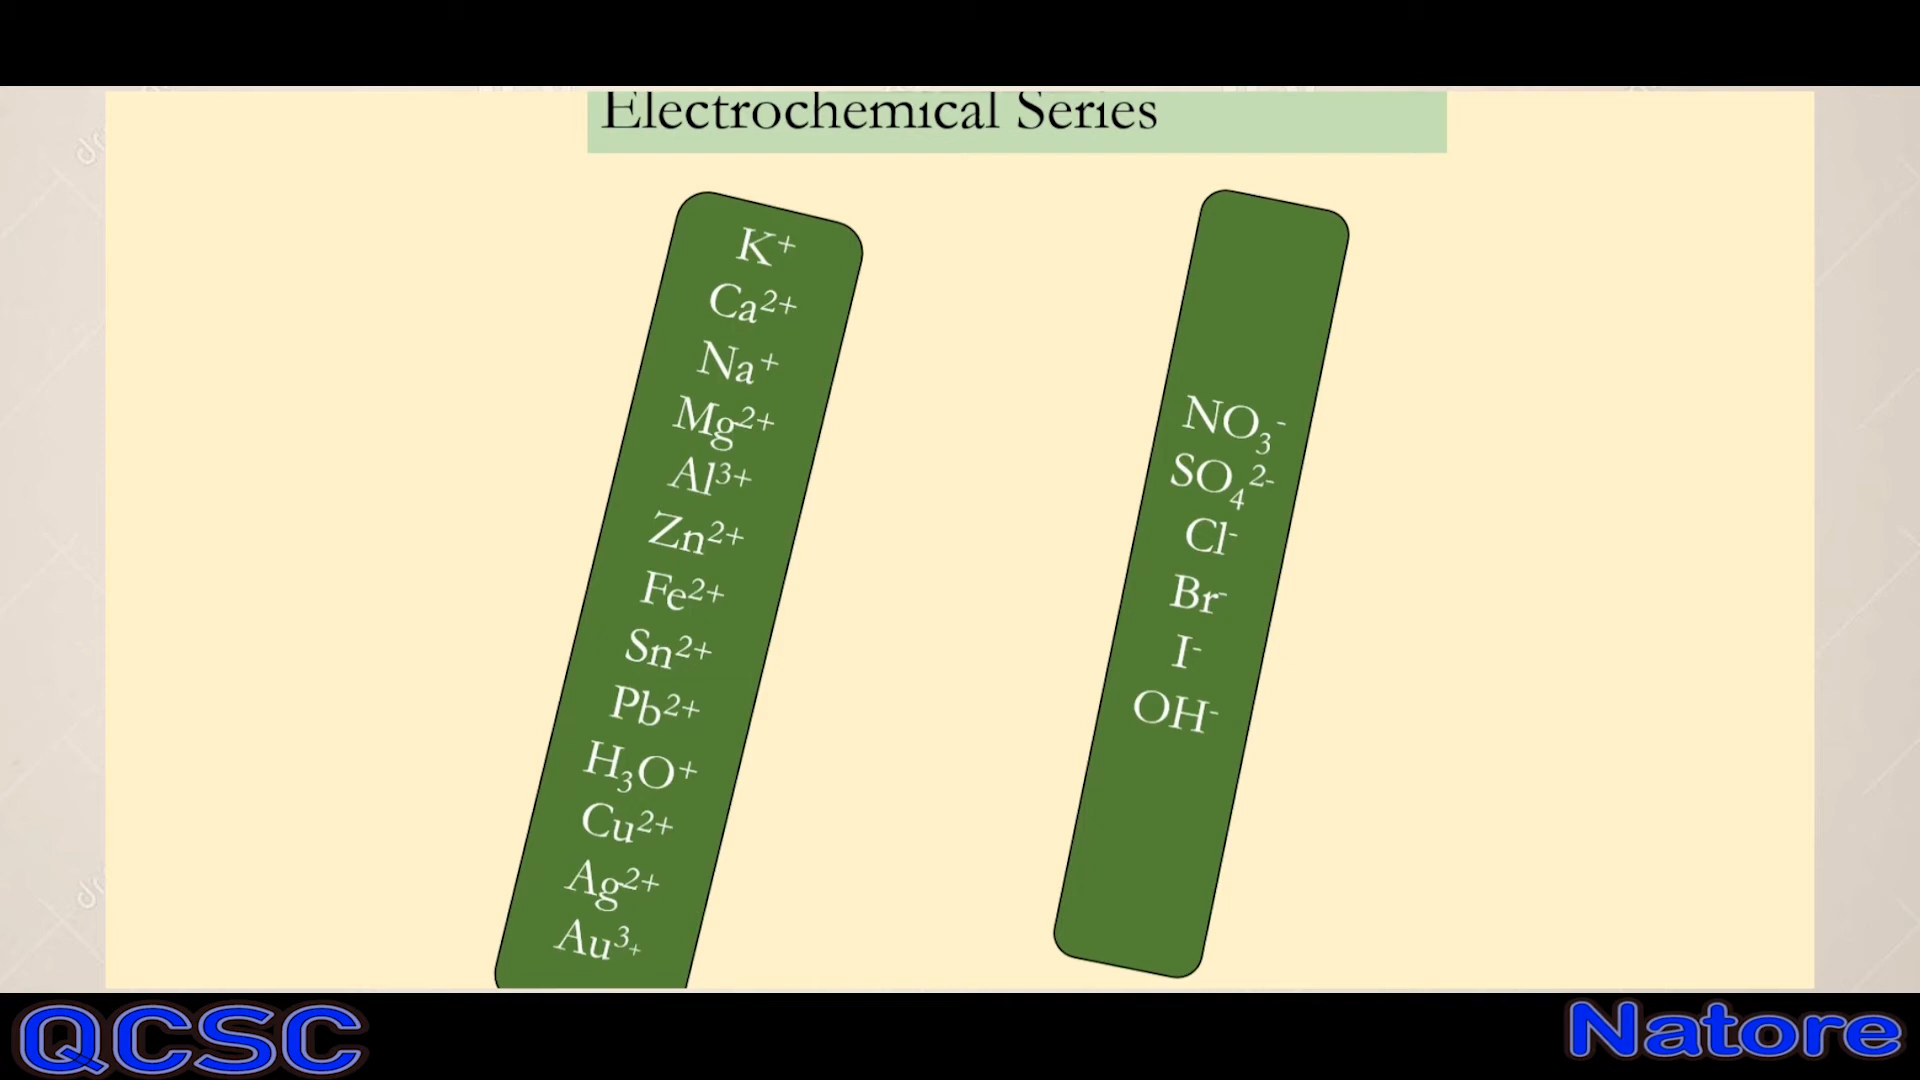 Electrochemical Series
K⁺
Ca²⁺
Na⁺
Mg²⁺
Al³⁺
Zn²⁺
Fe²⁺
Sn²⁺
Pb²⁺
H₃O⁺
Cu²⁺
Ag²⁺
Au³⁺
NO₃⁻
SO₄²⁻
Cl⁻
Br⁻
I⁻
OH⁻
QCSC
Natore